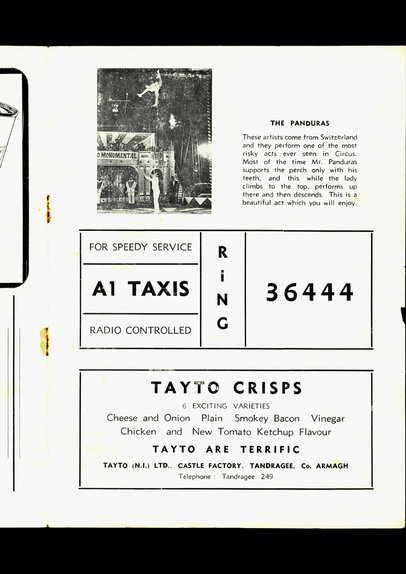 O MONUMENTAL
THE PANDURAS
These artists come from Switzerland
and they perform one of the most
risky acts ever seen in Circus.
Most of the time Mr. Panduras
supports the perch only with his
teeth, and this while the lady
climbs to the top, performs up
there and then descends. This is a
beautiful act which you will enjoy.
FOR SPEEDY SERVICE
A1 TAXIS
RADIO CONTROLLED
R
i
N
G
36444
TAYTO CRISPS
6 EXCITING VARIETIES
Cheese and Onion Plain Smokey Bacon Vinegar
Chicken and New Tomato Ketchup Flavour
TAYTO ARE TERRIFIC
TAYTO (N.I.) LTD., CASTLE FACTORY, TANDRAGEE, Co. ARMAGH
Telephone : Tandragee 249